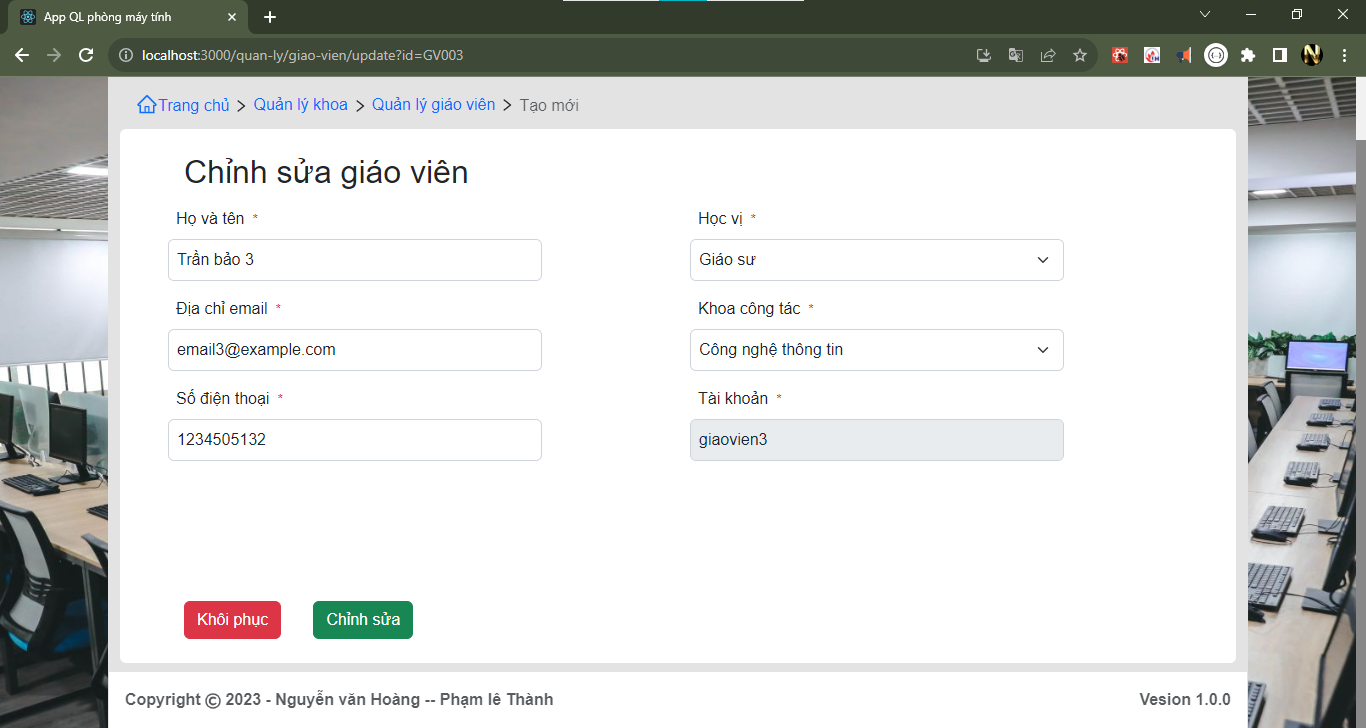 App QL phòng máy tính
localhost:3000/quan-ly/giao-vien/update?id=GV003
Trang chủ > Quản lý khoa > Quản lý giáo viên > Tạo mới
Chỉnh sửa giáo viên
Họ và tên *
Học vị *
Trần bảo 3
Giáo sư
Địa chỉ email *
Khoa công tác *
email3@example.com
Công nghệ thông tin
Số điện thoại *
Tài khoản *
1234505132
giaovien3
Khôi phục
Chỉnh sửa
Copyright © 2023 - Nguyễn văn Hoàng -- Phạm lê Thành
Vesion 1.0.0